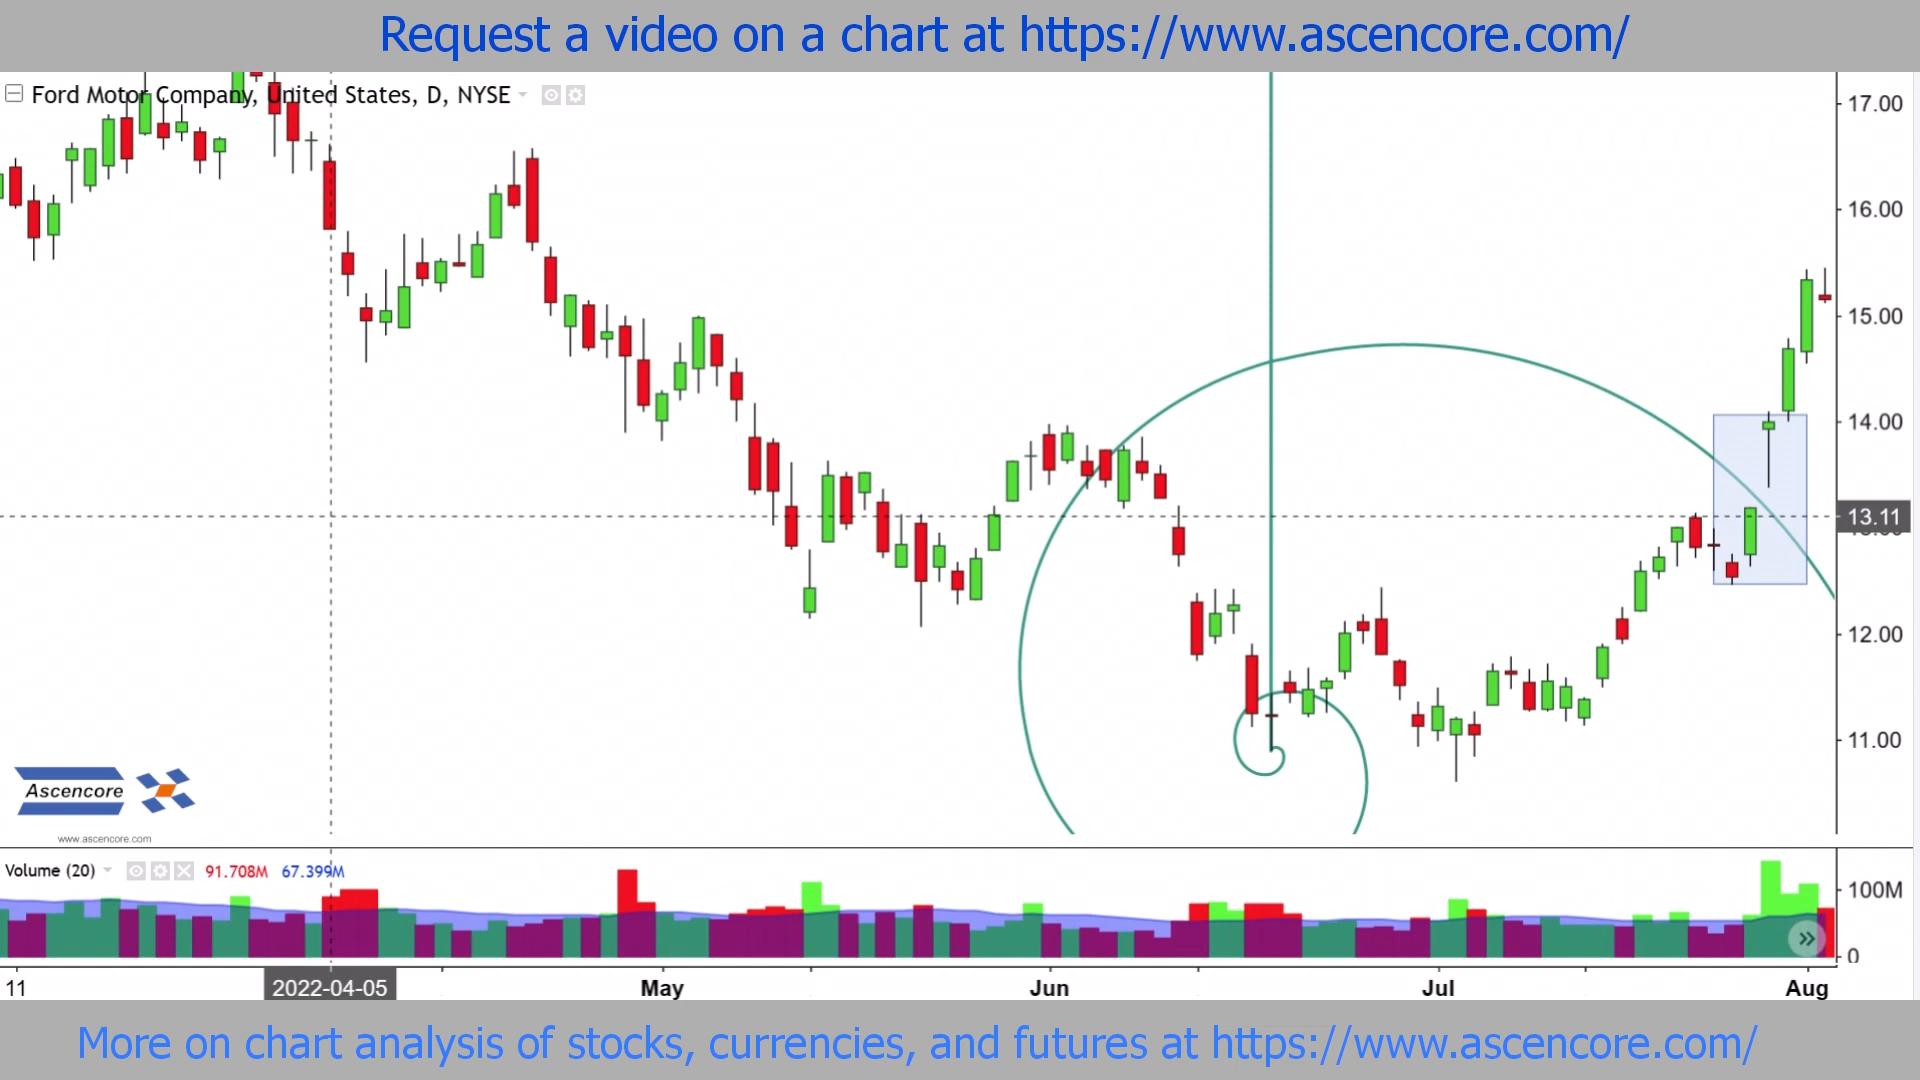 Request a video on a chart at https://www.ascencore.com/
Ford Motor Company, United States, D, NYSE
17.00
16.00
15.00
14.00
13.11
12.00
11.00
Ascencore
www.ascencore.com
Volume (20) 91.708M 67.399M
100M
0
11 2022-04-05 May Jun Jul Aug
More on chart analysis of stocks, currencies, and futures at https://www.ascencore.com/